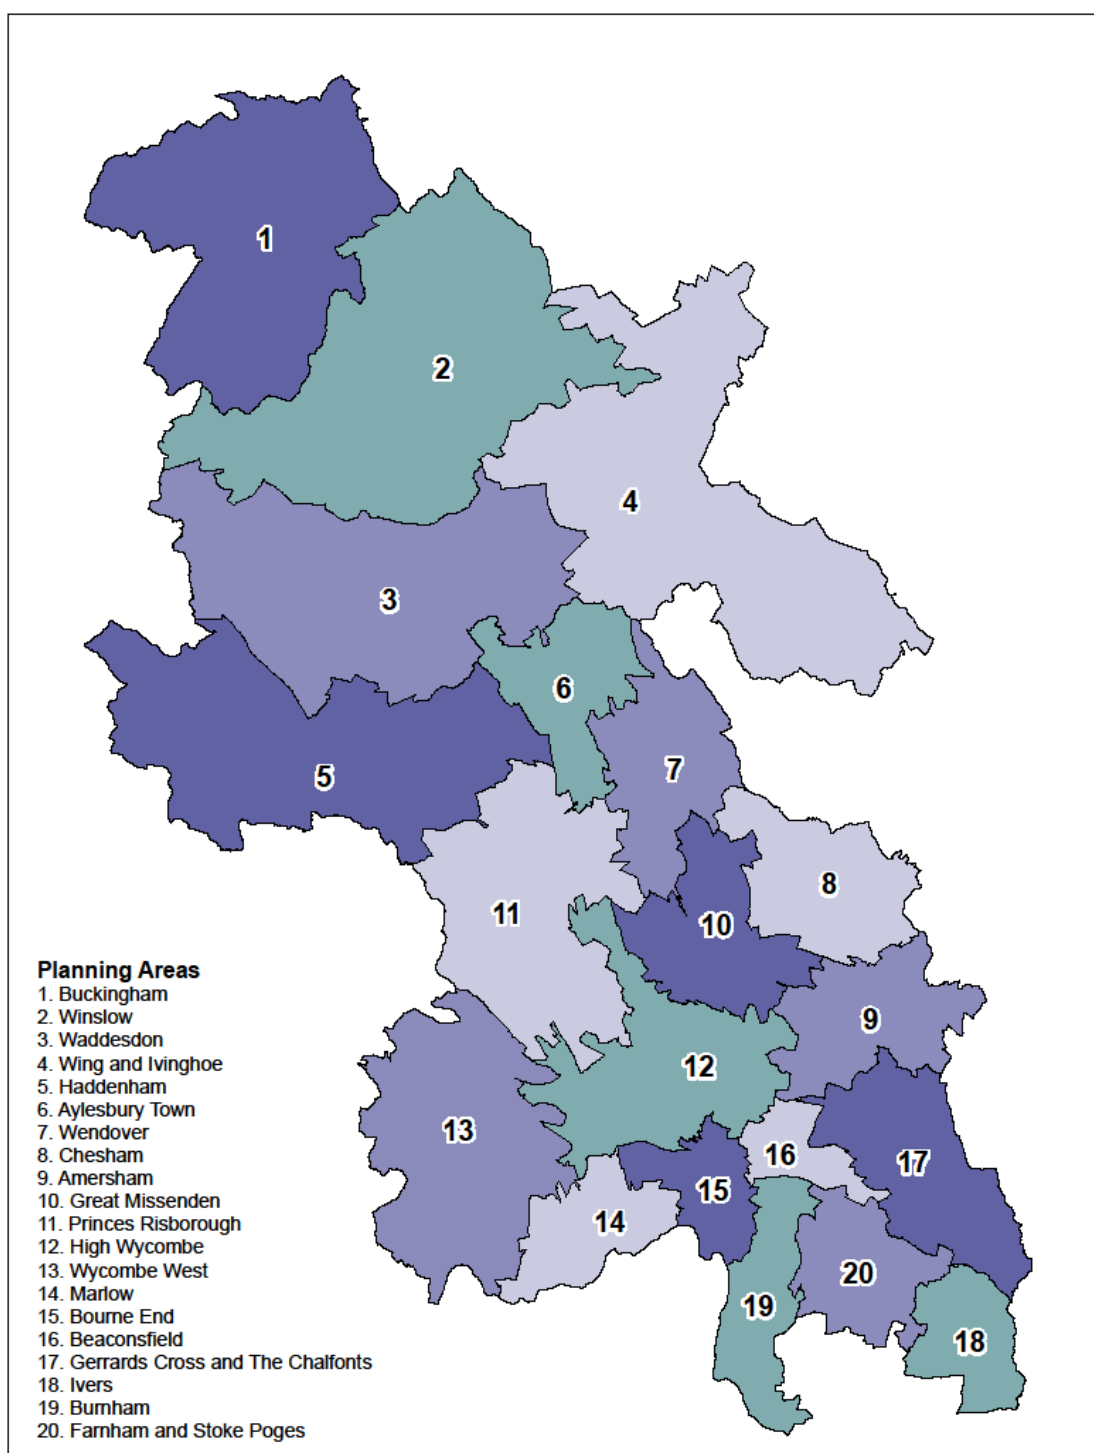 1
2
3
4
5
6
7
8
9
10
11
12
13
14
15
16
17
18
19
20
Planning Areas
1. Buckingham
2. Winslow
3. Waddesdon
4. Wing and Ivinghoe
5. Haddenham
6. Aylesbury Town
7. Wendover
8. Chesham
9. Amersham
10. Great Missenden
11. Princes Risborough
12. High Wycombe
13. Wycombe West
14. Marlow
15. Bourne End
16. Beaconsfield
17. Gerrards Cross and The Chalfonts
18. Ivers
19. Burnham
20. Farnham and Stoke Poges